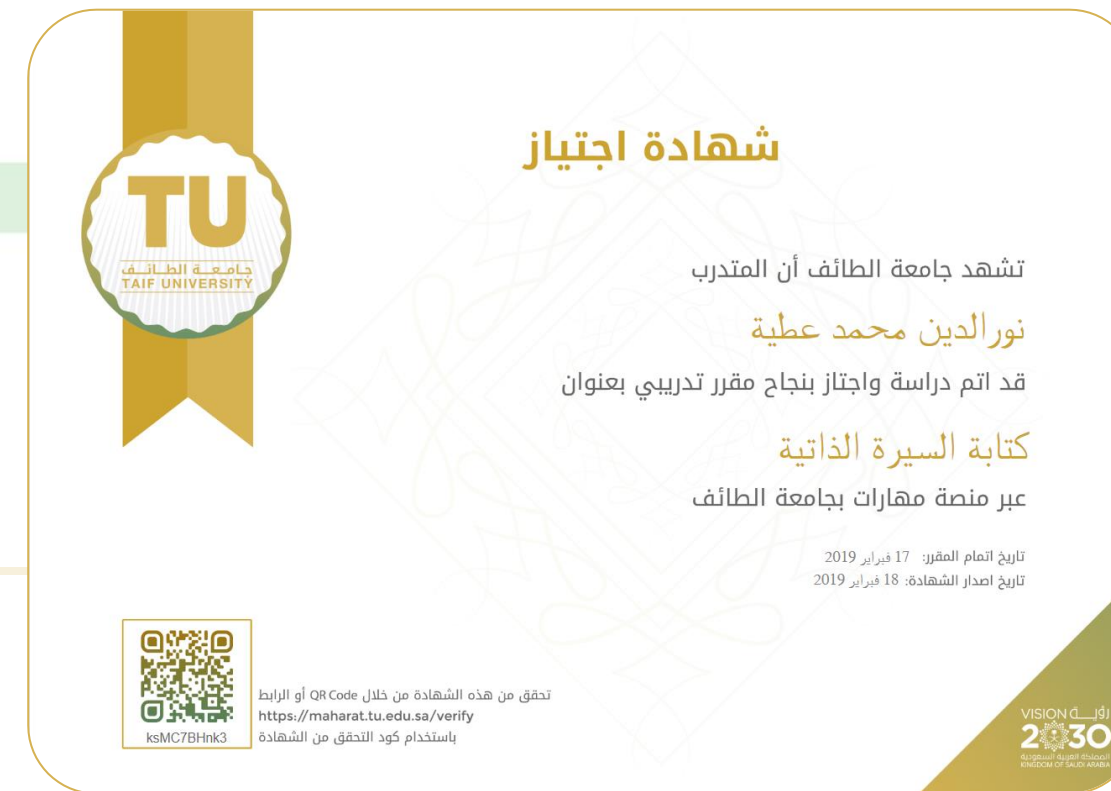 شهادة اجتياز
TU
جامعة الطائف
TAIF UNIVERSITY
تشهد جامعة الطائف أن المتدرب
نورالدين محمد عطية
قد اتم دراسة واجتاز بنجاح مقرر تدريبي بعنوان
كتابة السيرة الذاتية
عبر منصة مهارات بجامعة الطائف
تاريخ اتمام المقرر: 17 فبراير 2019
تاريخ اصدار الشهادة: 18 فبراير 2019
تحقق من هذه الشهادة من خلال QR Code أو الرابط
https://maharat.tu.edu.sa/verify
باستخدام كود التحقق من الشهادة
ksMC7BHnk3
VISION رؤيــة
2030
المملكة العربية السعودية
KINGDOM OF SAUDI ARABIA